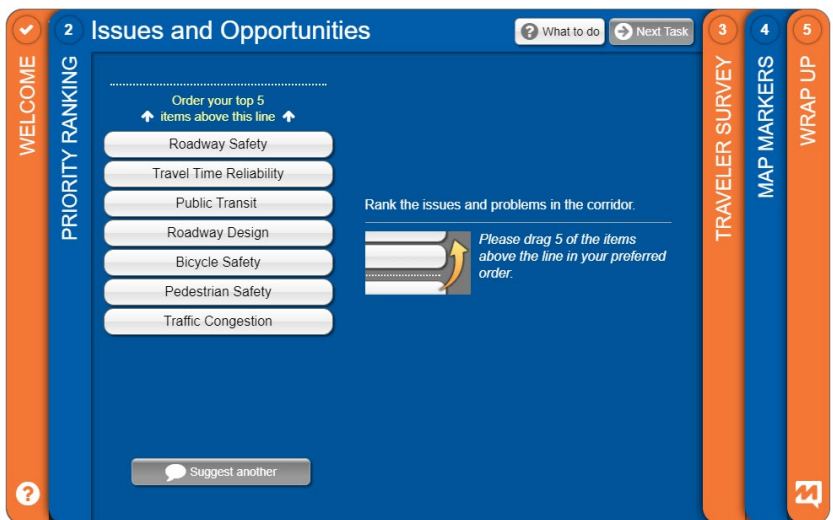 WELCOME
?
2
PRIORITY RANKING
Issues and Opportunities
? What to do
Next Task
Order your top 5
items above this line
Roadway Safety
Travel Time Reliability
Public Transit
Roadway Design
Bicycle Safety
Pedestrian Safety
Traffic Congestion
Suggest another
Rank the issues and problems in the corridor.
Please drag 5 of the items
above the line in your preferred
order.
3
TRAVELER SURVEY
4
MAP MARKERS
5
WRAP UP